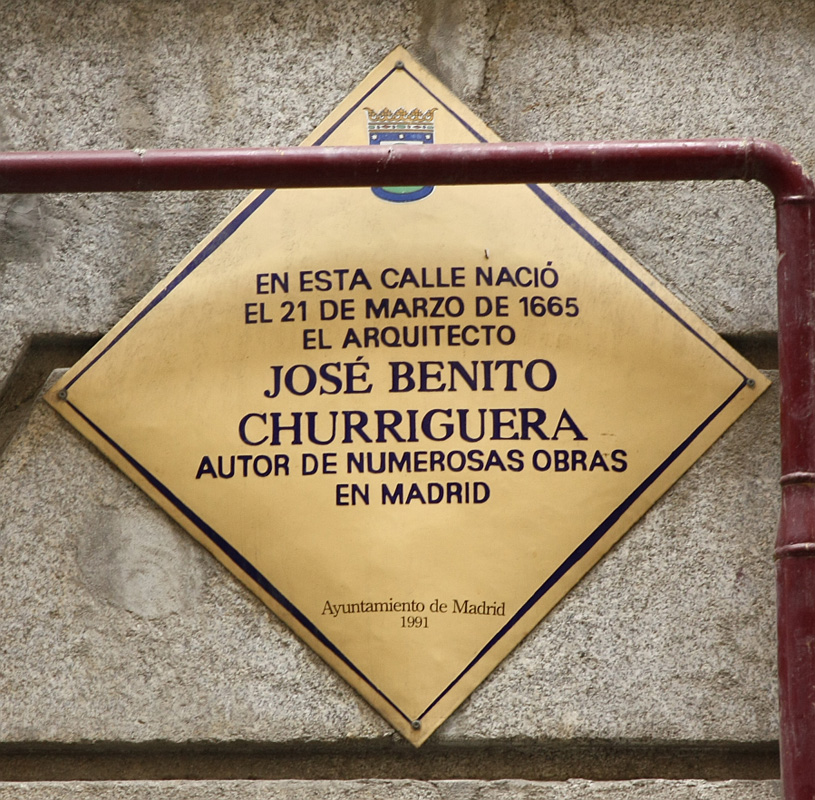 EN ESTA CALLE NACIÓ
EL 21 DE MARZO DE 1665
EL ARQUITECTO
JOSÉ BENITO
CHURRIGUERA
AUTOR DE NUMEROSAS OBRAS
EN MADRID
Ayuntamiento de Madrid
1991